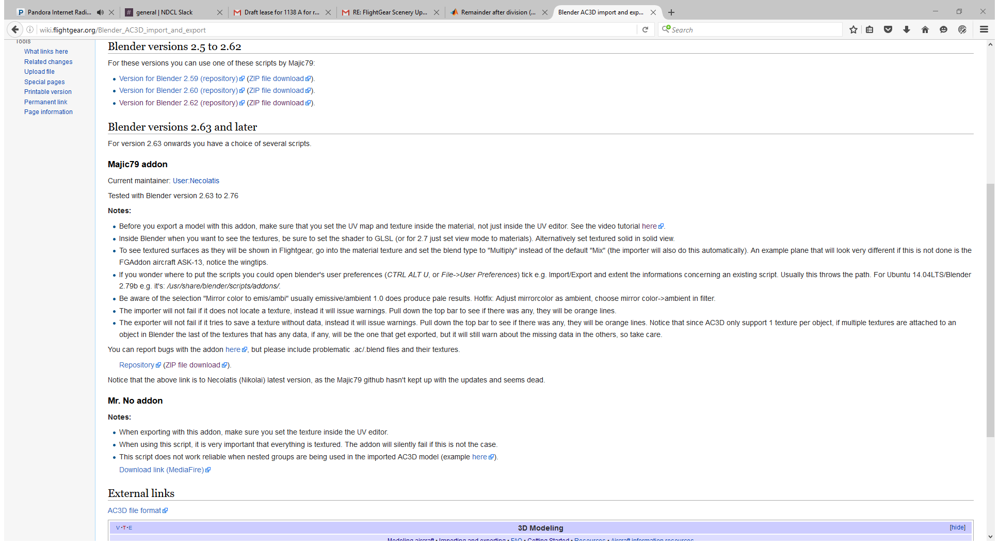 Pandora Internet Radi...
general | NDCL Slack
Draft lease for 1138 A for r...
RE: FlightGear Scenery Up...
Remainder after division (...
Blender AC3D import and exp...
wiki.flightgear.org/Blender_AC3D_import_and_export
Search
Tools
What links here
Related changes
Upload file
Special pages
Printable version
Permanent link
Page information
Blender versions 2.5 to 2.62
For these versions you can use one of these scripts by Majic79:
Version for Blender 2.59 (repository) (ZIP file download).
Version for Blender 2.60 (repository) (ZIP file download).
Version for Blender 2.62 (repository) (ZIP file download).
Blender versions 2.63 and later
For version 2.63 onwards you have a choice of several scripts.
Majic79 addon
Current maintainer: User:Necolatis
Tested with Blender version 2.63 to 2.76
Notes:
Before you export a model with this addon, make sure that you set the UV map and texture inside the material, not just inside the UV editor. See the video tutorial here.
Inside Blender when you want to see the textures, be sure to set the shader to GLSL (or for 2.7 just set view mode to materials). Alternatively set textured solid in solid view.
To see textured surfaces as they will be shown in Flightgear, go into the material texture and set the blend type to "Multiply" instead of the default "Mix" (the importer will also do this automatically). An example plane that will look very different if this is not done is the
FGAddon aircraft ASK-13, notice the wingtips.
If you wonder where to put the scripts you could open blender's user preferences (CTRL ALT U, or File->User Preferences) tick e.g. Import/Export and extent the informations concerning an existing script. Usually this throws the path. For Ubuntu 14.04LTS/Blender
2.79b e.g. it's: /usr/share/blender/scripts/addons/.
Be aware of the selection "Mirror color to emis/ambi" usually emissive/ambient 1.0 does produce pale results. Hotfix: Adjust mirrorcolor as ambient, choose mirror color->ambient in filter.
The importer will not fail if it does not locate a texture, instead it will issue warnings. Pull down the top bar to see if there was any, they will be orange lines.
The exporter will not fail if it tries to save a texture without data, instead it will issue warnings. Pull down the top bar to see if there was any, they will be orange lines. Notice that since AC3D only support 1 texture per object, if multiple textures are attached to an
object in Blender the last of the textures that has any data, if any, will be the one that get exported, but it will still warn about the missing data in the others, so take care.
You can report bugs with the addon here, but please include problematic .ac/.blend files and their textures.
Repository (ZIP file download).
Notice that the above link is to Necolatis (Nikolai) latest version, as the Majic79 github hasn't kept up with the updates and seems dead.
Mr. No addon
Notes:
When exporting with this addon, make sure you set the texture inside the UV editor.
When using this script, it is very important that everything is textured. The addon will silently fail if this is not the case.
This script does not work reliable when nested groups are being used in the imported AC3D model (example here).
Download link (MediaFire)
External links
AC3D file format
V·T·E
3D Modeling
[hide]
Modeling aircraft • Importing and exporting • FAQ • Getting Started • Resources • Aircraft information resources